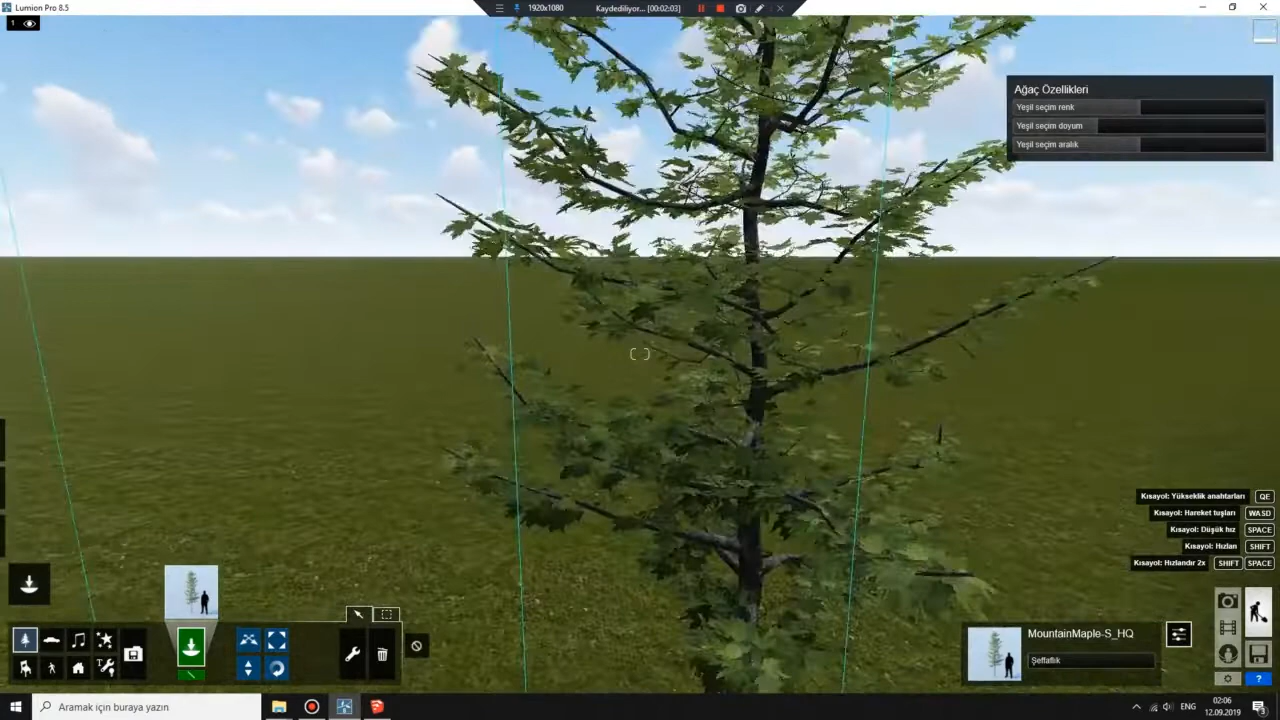 Lumion Pro 8.5
1920x1080
Kaydediliyor... [00:02:03]
1
Ağaç Özellikleri
Yeşil seçim renk
Yeşil seçim doyum
Yeşil seçim aralık
Kısayol: Yükseklik anahtarları QE
Kısayol: Hareket tuşları WASD
Kısayol: Düşük hız SPACE
Kısayol: Hızlan SHIFT
Kısayol: Hızlandır 2x SHIFT SPACE
MountainMaple-S_HQ
Şeffaflık
?
Aramak için buraya yazın
ENG
02:06
12.09.2019
3